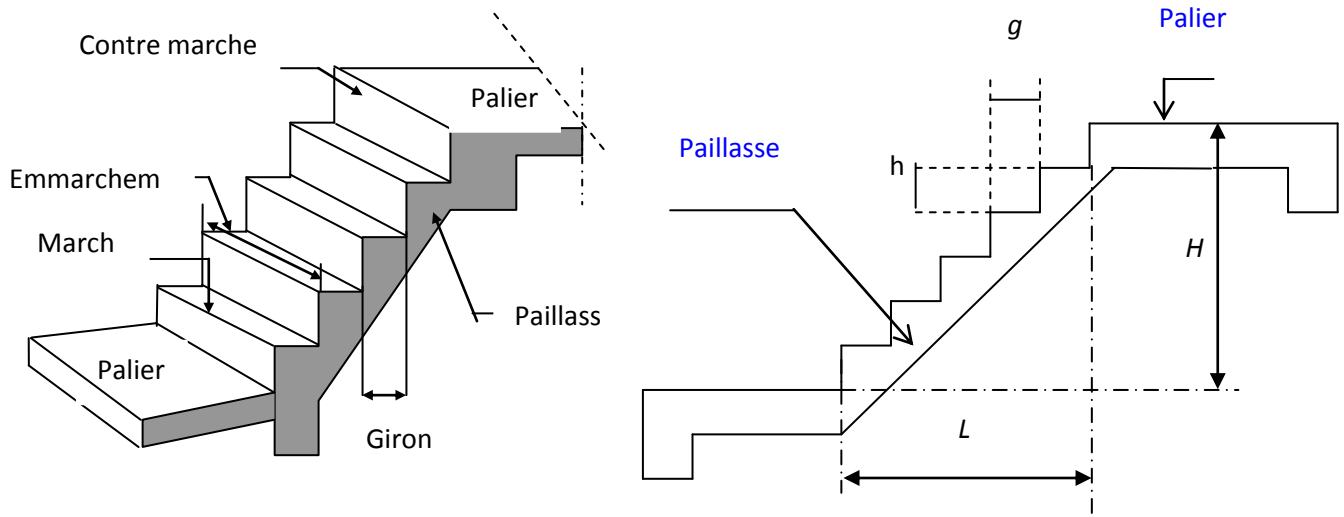 Contre marche
Palier
Emmarchem
March
Paillass
Palier
Giron
g
Palier
Paillasse
h
H
L